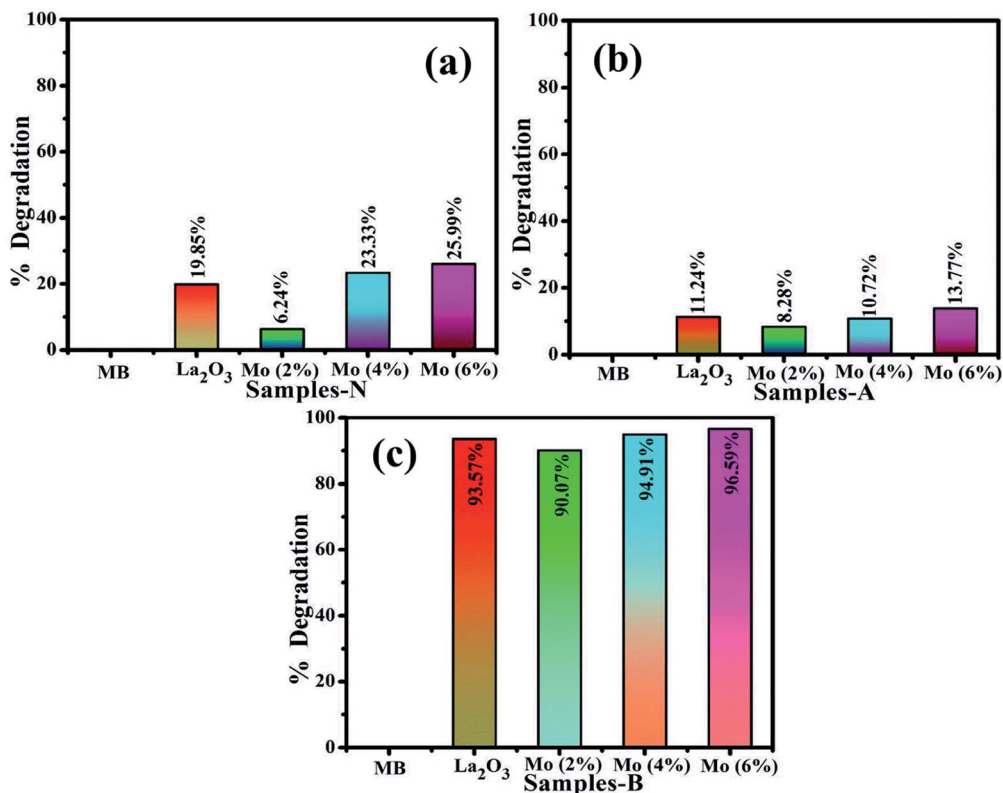 100
80
60
40
20
0
% Degradation
(a)
19.85%
6.24%
23.33%
25.99%
MB La₂O₃ Mo (2%) Mo (4%) Mo (6%)
Samples-N
100
80
60
40
20
0
% Degradation
(b)
11.24%
8.28%
10.72%
13.77%
MB La₂O₃ Mo (2%) Mo (4%) Mo (6%)
Samples-A
100
80
60
40
20
0
% Degradation
(c)
93.57%
90.07%
94.91%
96.59%
MB La₂O₃ Mo (2%) Mo (4%) Mo (6%)
Samples-B